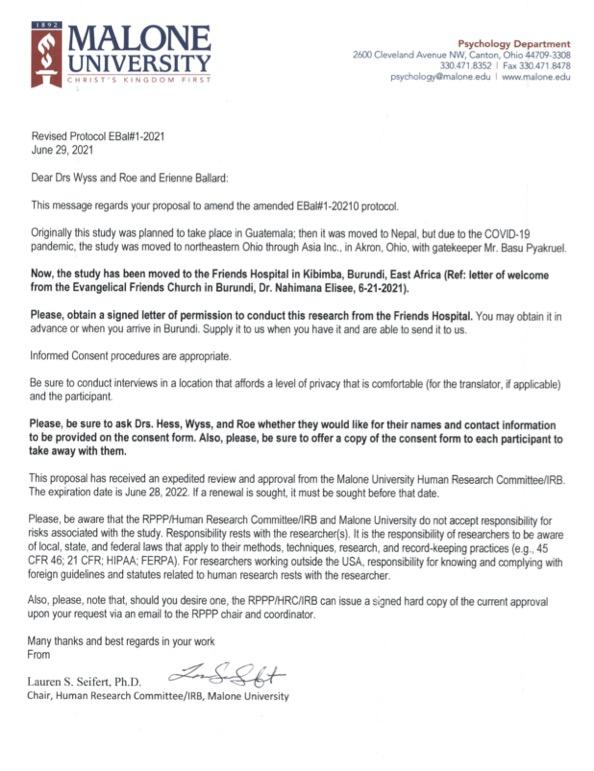 1892
MALONE
UNIVERSITY
CHRIST'S KINGDOM FIRST
Psychology Department
2600 Cleveland Avenue NW, Canton, Ohio 44709-3308
330.471.8352 | Fax 330.471.8478
psychology@malone.edu | www.malone.edu
Revised Protocol EBal#1-2021
June 29, 2021
Dear Drs Wyss and Roe and Erienne Ballard:
This message regards your proposal to amend the amended EBal#1-20210 protocol.
Originally this study was planned to take place in Guatemala; then it was moved to Nepal, but due to the COVID-19
pandemic, the study was moved to northeastern Ohio through Asia Inc., in Akron, Ohio, with gatekeeper Mr. Basu Pyakruel.
Now, the study has been moved to the Friends Hospital in Kibimba, Burundi, East Africa (Ref: letter of welcome
from the Evangelical Friends Church in Burundi, Dr. Nahimana Elisee, 6-21-2021).
Please, obtain a signed letter of permission to conduct this research from the Friends Hospital. You may obtain it in
advance or when you arrive in Burundi. Supply it to us when you have it and are able to send it to us.
Informed Consent procedures are appropriate.
Be sure to conduct interviews in a location that affords a level of privacy that is comfortable (for the translator, if applicable)
and the participant.
Please, be sure to ask Drs. Hess, Wyss, and Roe whether they would like for their names and contact information
to be provided on the consent form. Also, please, be sure to offer a copy of the consent form to each participant to
take away with them.
This proposal has received an expedited review and approval from the Malone University Human Research Committee/IRB.
The expiration date is June 28, 2022. If a renewal is sought, it must be sought before that date.
Please, be aware that the RPPP/Human Research Committee/IRB and Malone University do not accept responsibility for
risks associated with the study. Responsibility rests with the researcher(s). It is the responsibility of researchers to be aware
of local, state, and federal laws that apply to their methods, techniques, research, and record-keeping practices (e.g., 45
CFR 46; 21 CFR; HIPAA; FERPA). For researchers working outside the USA, responsibility for knowing and complying with
foreign guidelines and statutes related to human research rests with the researcher.
Also, please, note that, should you desire one, the RPPP/HRC/IRB can issue a signed hard copy of the current approval
upon your request via an email to the RPPP chair and coordinator.
Many thanks and best regards in your work
From
Lauren S. Seifert, Ph.D.
Chair, Human Research Committee/IRB, Malone University